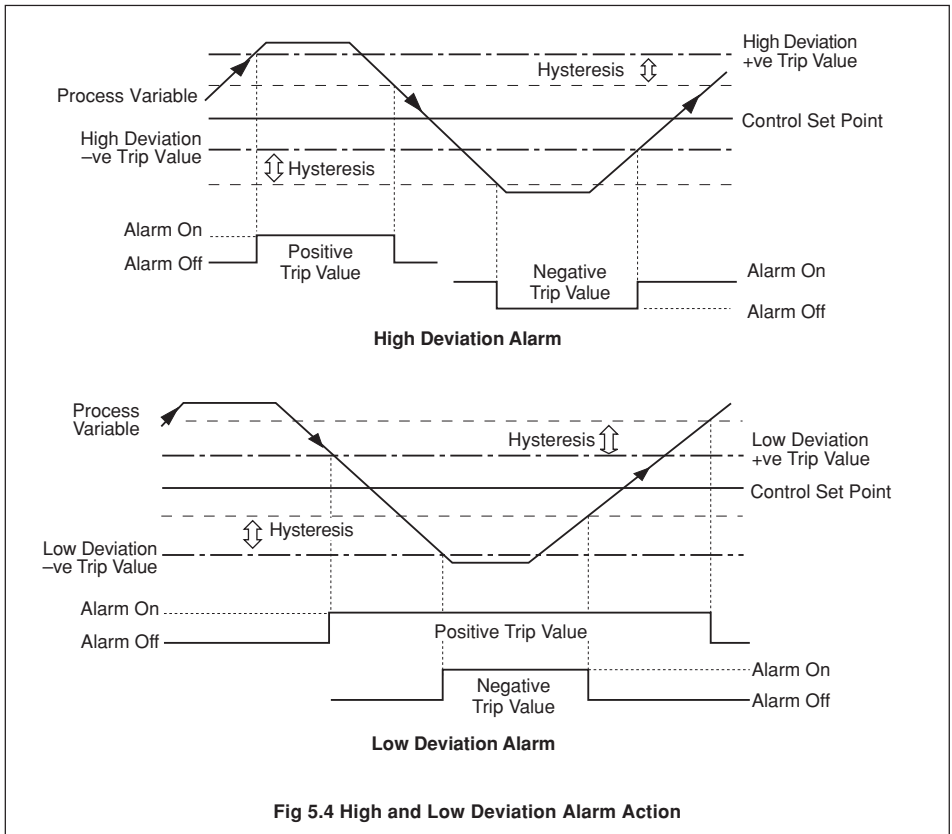 High Deviation
+ve Trip Value
Hysteresis
Process Variable
Control Set Point
High Deviation
–ve Trip Value
Hysteresis
Alarm On
Alarm Off
Positive
Trip Value
Negative
Trip Value
Alarm On
Alarm Off
High Deviation Alarm
Process
Variable
Hysteresis
Low Deviation
+ve Trip Value
Control Set Point
Hysteresis
Low Deviation
–ve Trip Value
Alarm On
Alarm Off
Positive Trip Value
Negative
Trip Value
Alarm On
Alarm Off
Low Deviation Alarm
Fig 5.4 High and Low Deviation Alarm Action